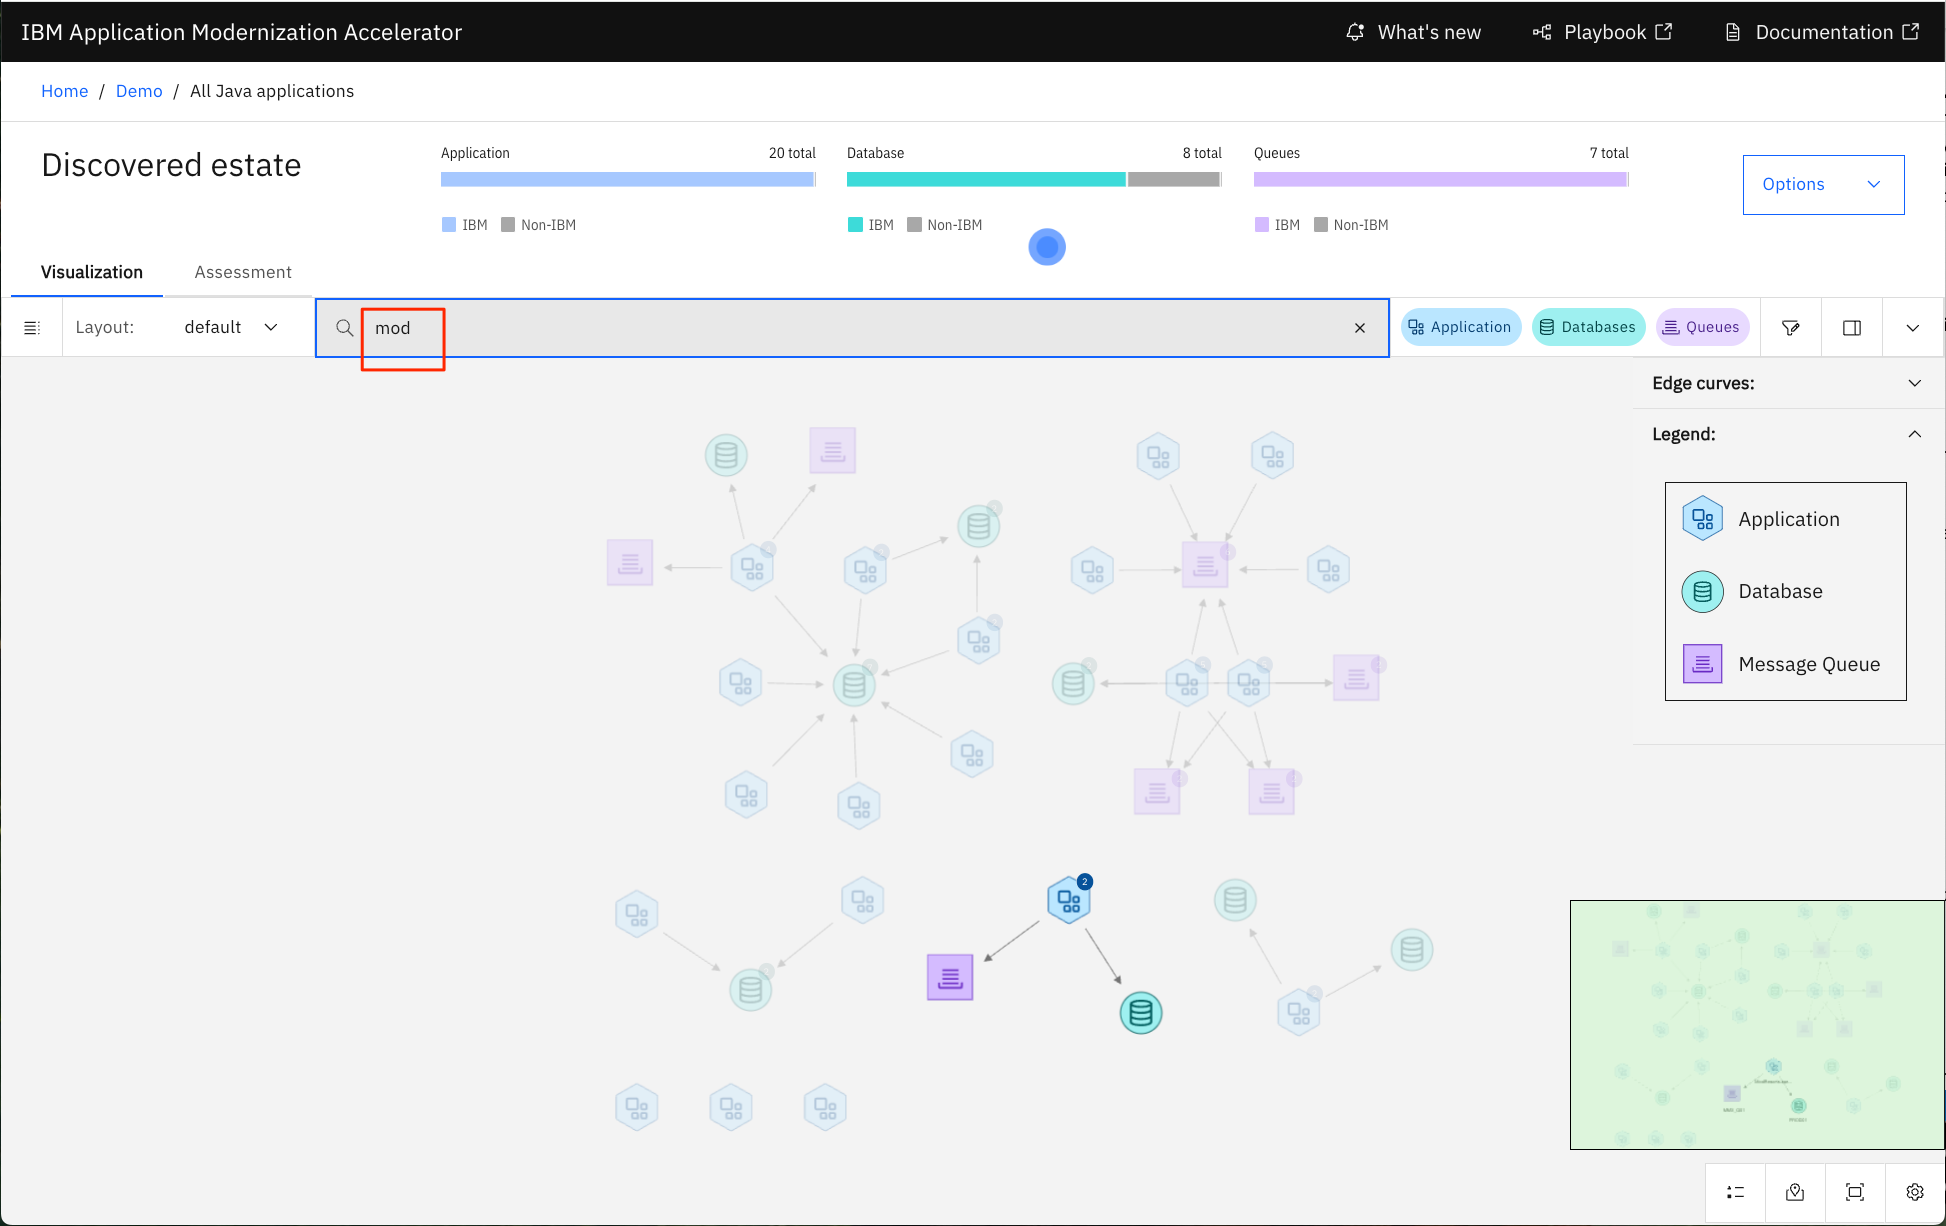 IBM Application Modernization Accelerator
What's new
Playbook
Documentation
Home / Demo / All Java applications
Discovered estate
Application 20 total
IBM Non-IBM
Database 8 total
IBM Non-IBM
Queues 7 total
IBM Non-IBM
Options
Visualization
Assessment
Layout: default
mod
Application
Databases
Queues
Edge curves:
Legend:
Application
Database
Message Queue
2